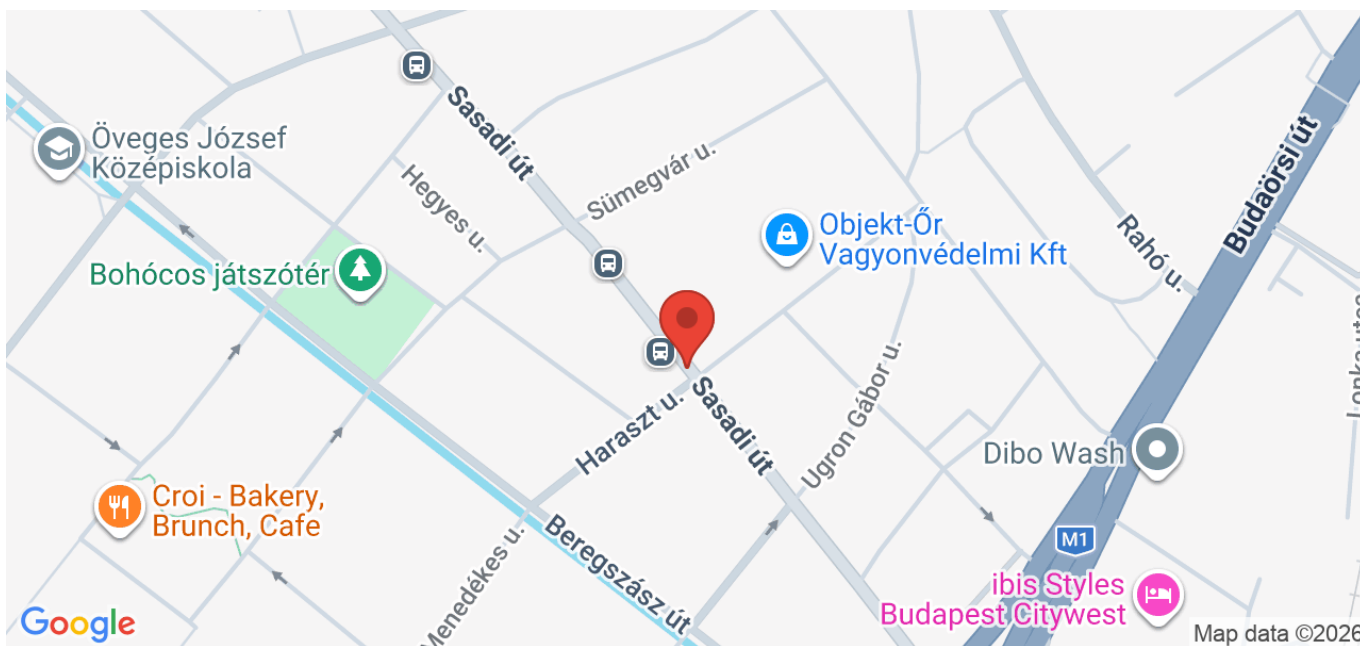 Öveges József
Középiskola
Sasadi út
Sümegvár u.
Hegyes u.
Bohócos játszótér
Objekt-Őr
Vagyonvédelmi Kft
Rahó u.
Budaörsi út
Haraszt u.
Sasadi út
Ugron Gábor u.
Dibo Wash
Croi - Bakery,
Brunch, Cafe
Menedékes u.
Beregszász út
M1
ibis Styles
Budapest Citywest
Google
Map data ©2026